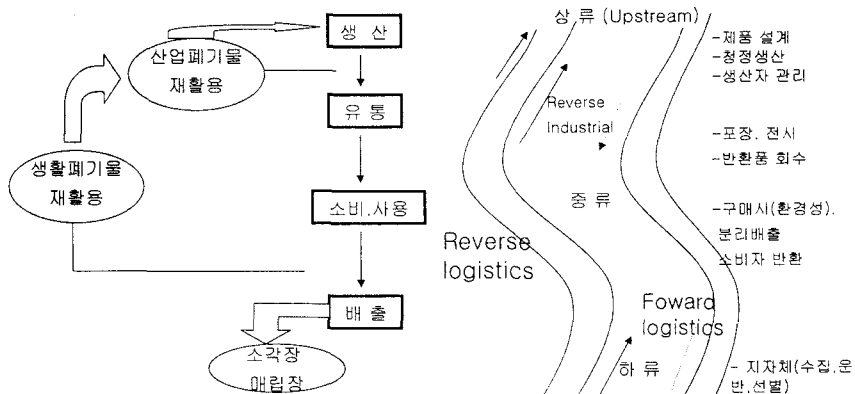 생 산
산업폐기물
재활용
유 통
생활폐기물
재활용
소비.사용
배 출
소각장
매립장
상 류 (Upstream)
-제품 설계
-청정생산
-생산자 관리
Reverse
Industrial
-포장. 전시
-반환품 회수
중 류
-구매시(환경성).
분리배출
소비자 반환
Reverse
logistics
Foward
logistics
하 류
- 지자체(수집.운
반.선별)